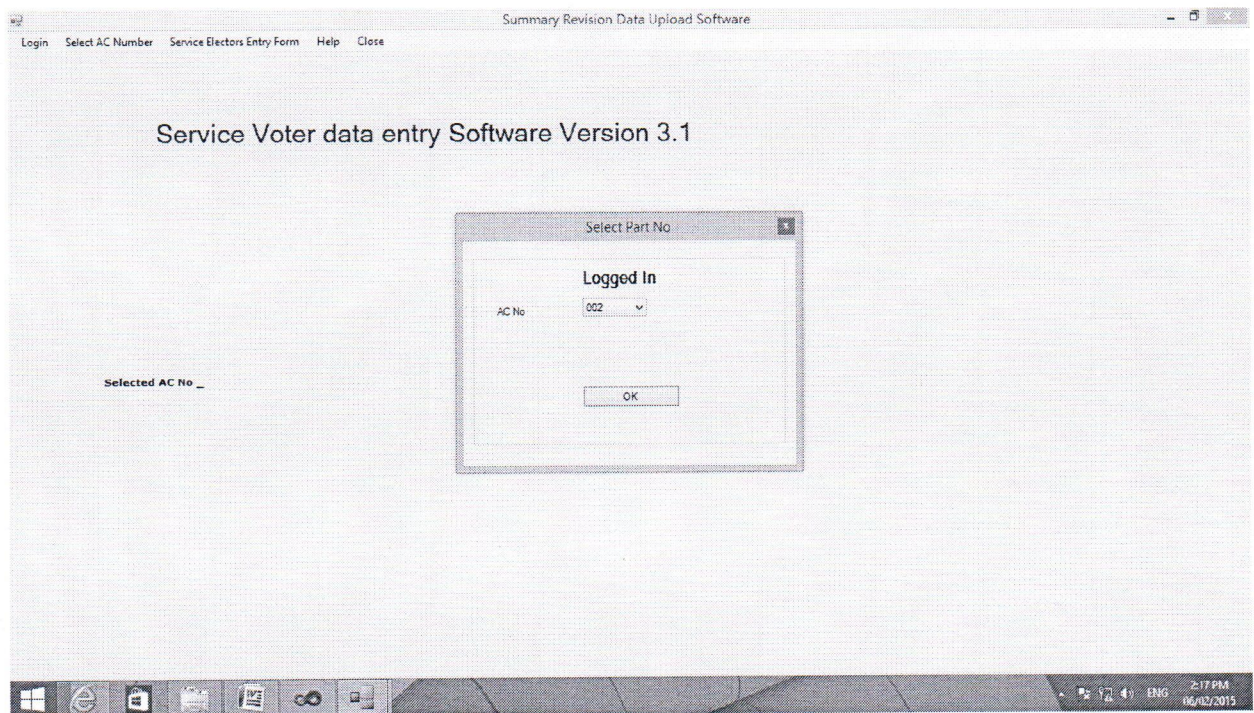 Summary Revision Data Upload Software
Login Select AC Number Service Electors Entry Form Help Close
Service Voter data entry Software Version 3.1
Select Part No
Logged In
AC No 002
Selected AC No _
OK
ENG 2:17 PM
06/02/2015